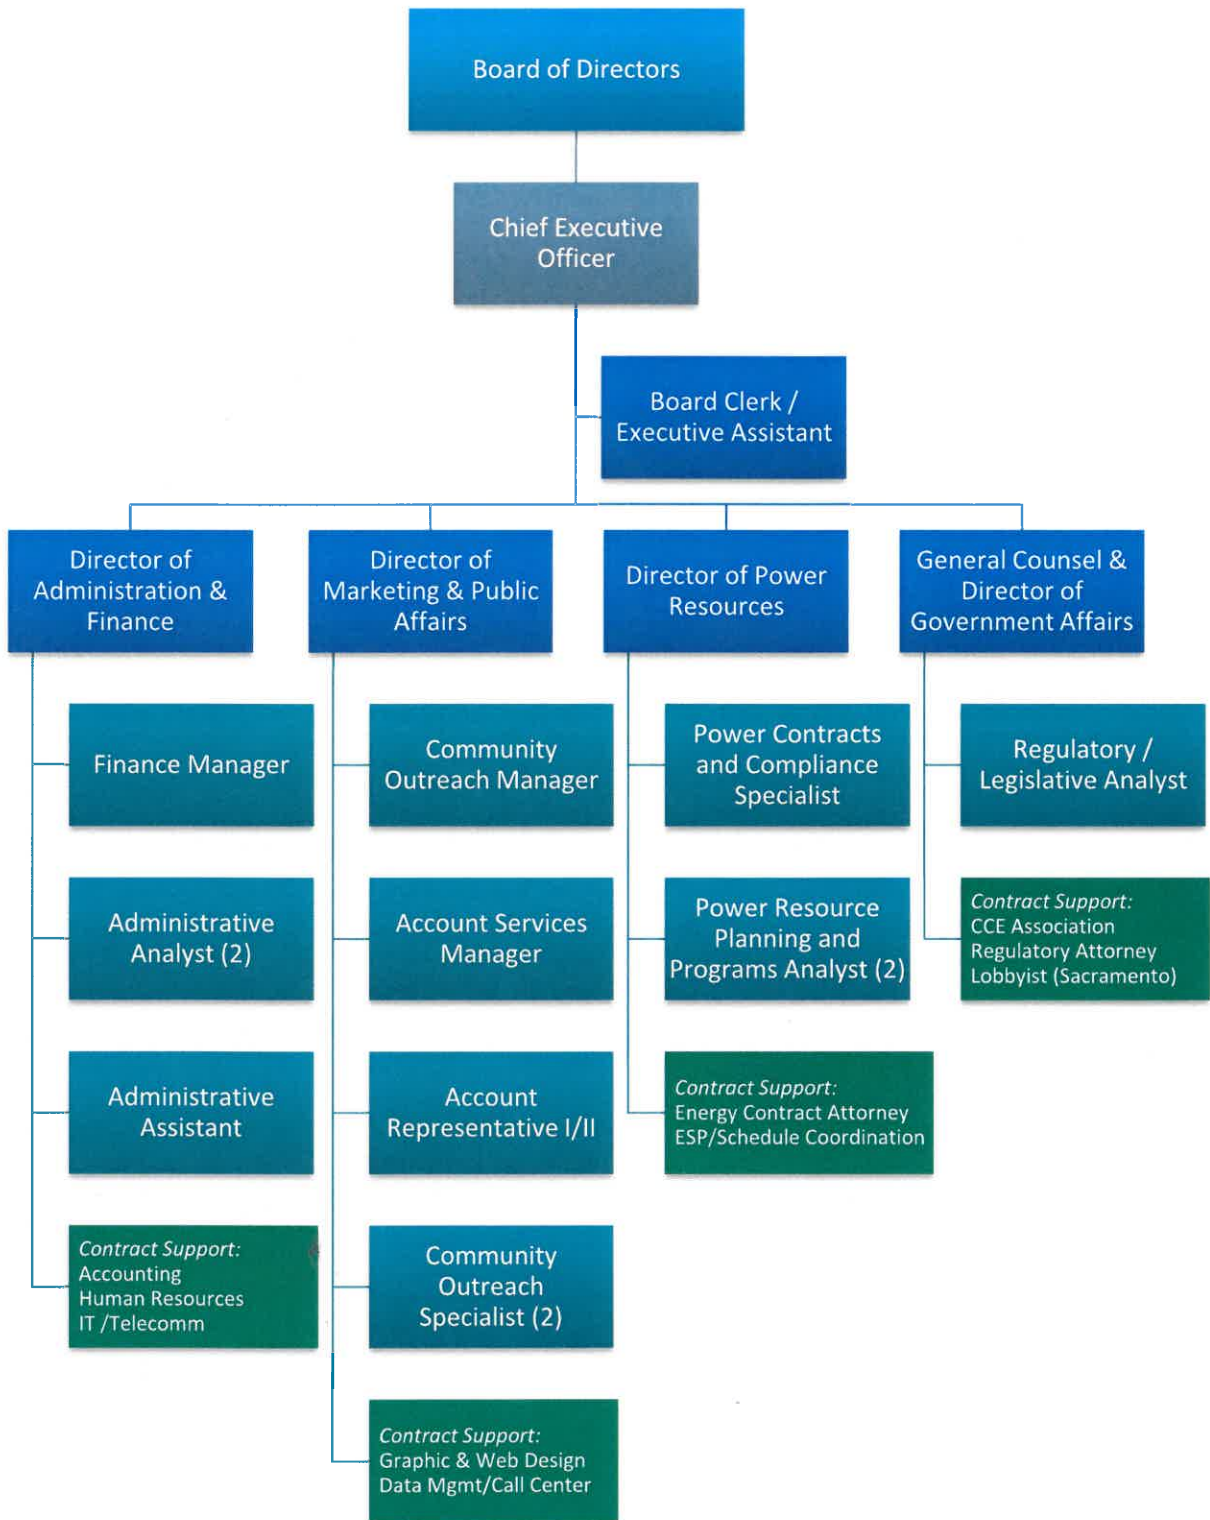 Board of Directors
Chief Executive
Officer
Board Clerk /
Executive Assistant
Director of
Administration &
Finance
Director of
Marketing & Public
Affairs
Director of Power
Resources
General Counsel &
Director of
Government Affairs
Finance Manager
Community
Outreach Manager
Power Contracts
and Compliance
Specialist
Regulatory /
Legislative Analyst
Administrative
Analyst (2)
Account Services
Manager
Power Resource
Planning and
Programs Analyst (2)
Contract Support:
CCE Association
Regulatory Attorney
Lobbyist (Sacramento)
Administrative
Assistant
Account
Representative I/II
Contract Support:
Energy Contract Attorney
ESP/Schedule Coordination
Contract Support:
Accounting
Human Resources
IT /Telecomm
Community
Outreach
Specialist (2)
Contract Support:
Graphic & Web Design
Data Mgmt/Call Center